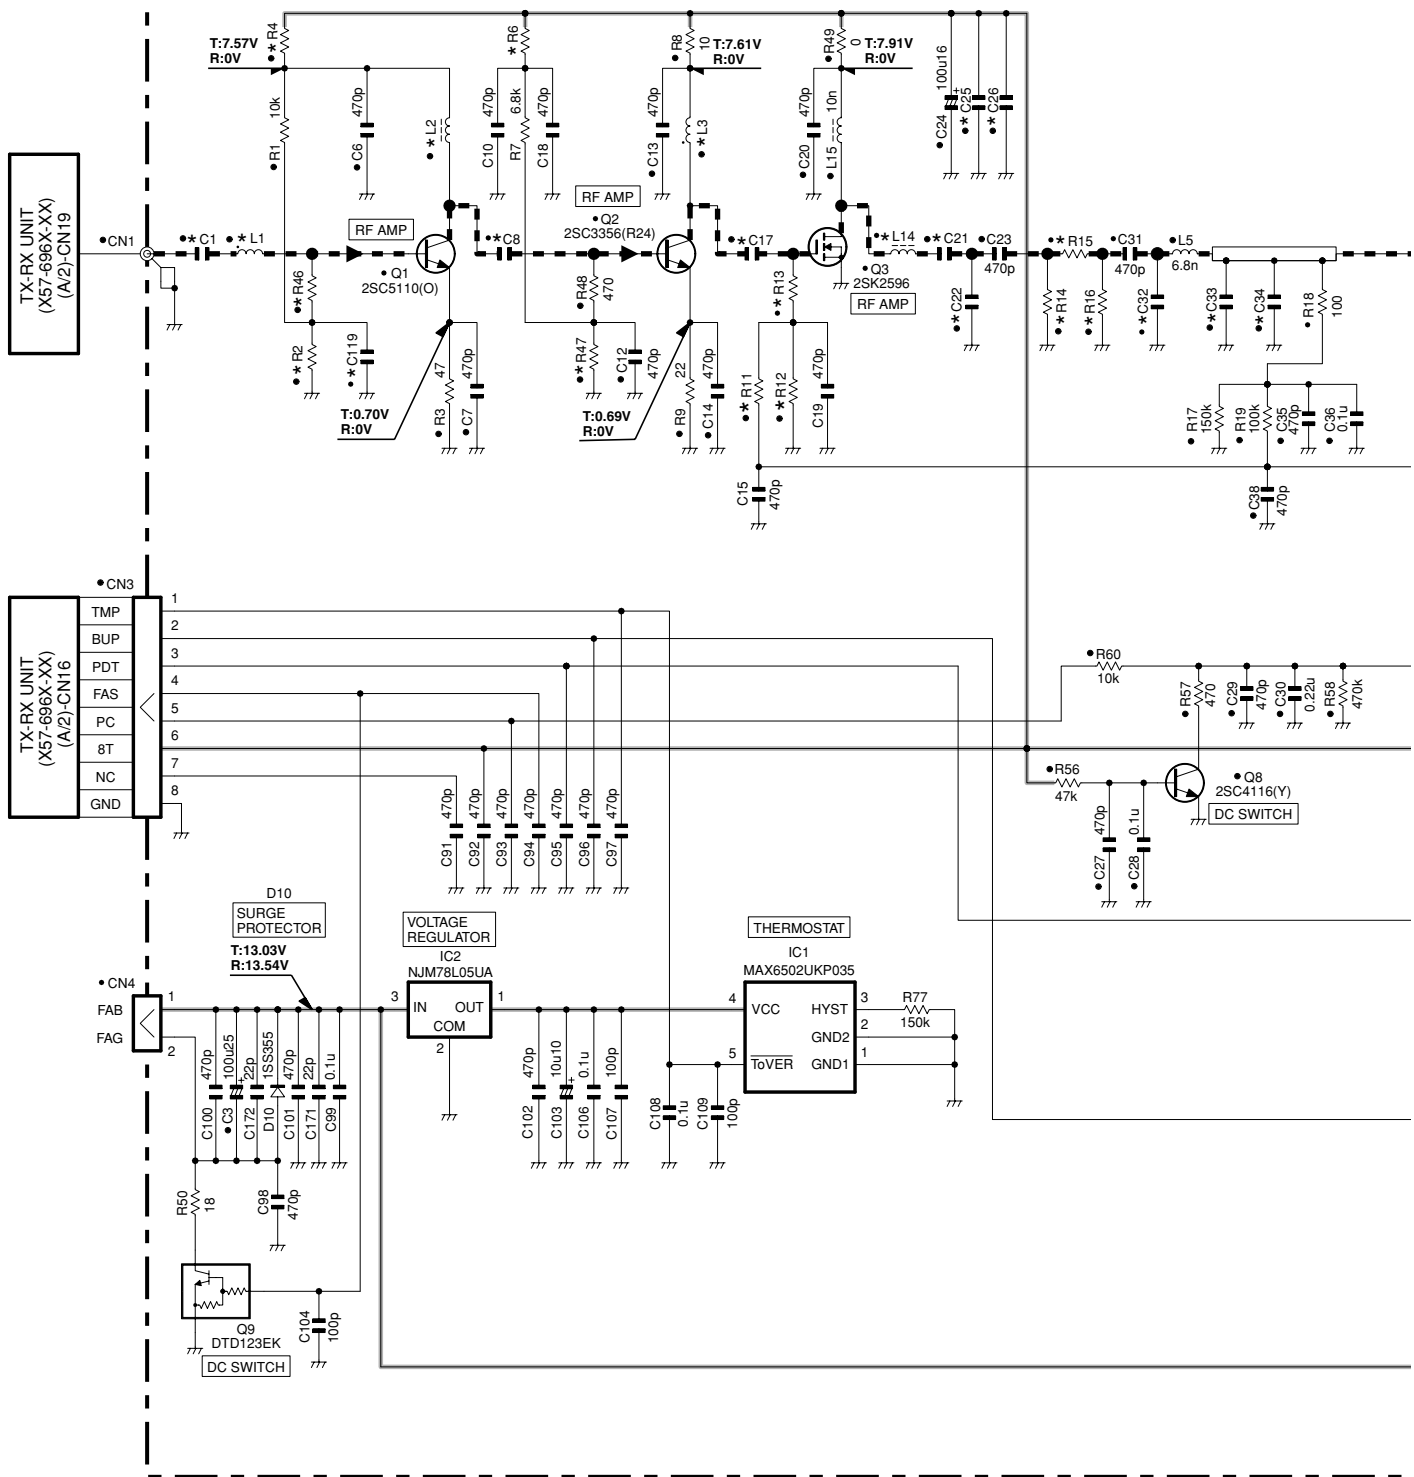 TX-RX UNIT
(X57-696X-XX)
(A/2)-CN19
●CN1
●*C1
●*L1
T:7.57V
R:0V
●*R4
10k
●R1
470p
●C6
●*L2
RF AMP
●Q1
2SC5110(O)
●*R46
●*R2
●*C119
T:0.70V
R:0V
47
●R3
470p
●C7
●*C8
*R6
470p
C10
6.8k
R7
470p
C18
RF AMP
●Q2
2SC3356(R24)
●R48
470
●*R47
C12
470p
T:0.69V
R:0V
22
●R9
470p
●C14
●R8
10
T:7.61V
R:0V
470p
●C13
●*L3
●*C17
●*R13
●*R11
●*R12
470p
C19
C15
470p
●R49
0
T:7.91V
R:0V
470p
●C20
10n
●L15
●Q3
2SK2596
RF AMP
100u16
●C24
●*C25
●*C26
●*L14
●*C21
●C23
470p
●*C22
●*R15
●*R14
●*R16
●C31
470p
●*C32
●L5
6.8n
●*C33
●*C34
●R18
100
●R17
150k
●R19
100k
●C35
470p
●C36
0.1u
●C38
470p
TX-RX UNIT
(X57-696X-XX)
(A/2)-CN16
●CN3
TMP
1
BUP
2
PDT
3
FAS
4
PC
5
8T
6
NC
7
GND
8
470p
C91
470p
C92
470p
C93
470p
C94
470p
C95
470p
C96
470p
C97
●R60
10k
●R57
470
●C29
470p
●C30
0.22u
●R58
470k
●R56
47k
470p
●C27
0.1u
●C28
●Q8
2SC4116(Y)
DC SWITCH
D10
SURGE
PROTECTOR
T:13.03V
R:13.54V
●CN4
FAB
1
FAG
2
470p
C100
100u25
●C3
22p
C172
1SS355
D10
470p
C101
22p
C171
0.1u
C99
VOLTAGE
REGULATOR
IC2
NJM78L05UA
3
IN
OUT
1
COM
2
470p
C102
10u10
C103
0.1u
C106
100p
C107
C108
0.1u
C109
100p
THERMOSTAT
IC1
MAX6502UKP035
4
VCC
HYST
3
GND2
2
5
ToVER
GND1
1
R77
150k
R50
18
C98
470p
Q9
DTD123EK
DC SWITCH
C104
100p